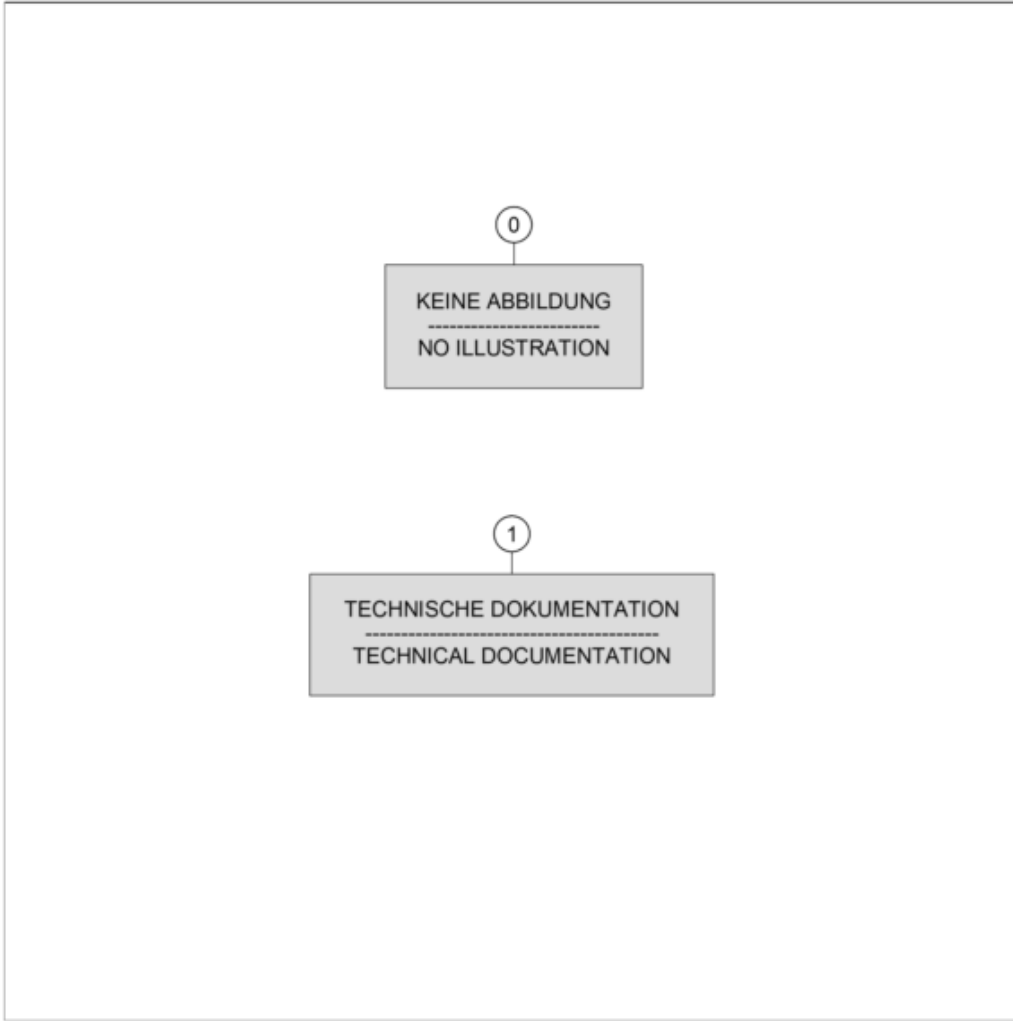 0
KEINE ABBILDUNG
------------------------
NO ILLUSTRATION
1
TECHNISCHE DOKUMENTATION
-----------------------------------------
TECHNICAL DOCUMENTATION